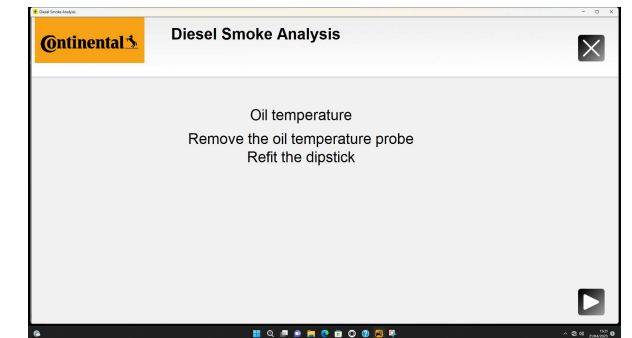 Diesel Smoke Analysis
Continental
Diesel Smoke Analysis
Oil temperature
Remove the oil temperature probe
Refit the dipstick